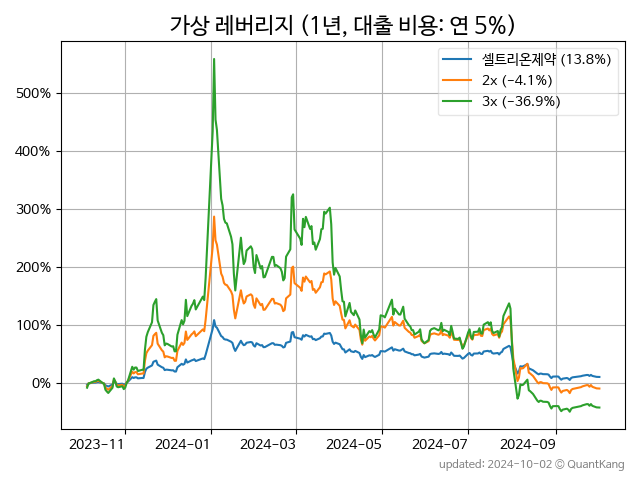 가상 레버리지 (1년, 대출 비용: 연 5%)
셀트리온제약 (13.8%)
2x (-4.1%)
3x (-36.9%)
500%
400%
300%
200%
100%
0%
2023-11 2024-01 2024-03 2024-05 2024-07 2024-09
updated: 2024-10-02 © QuantKang